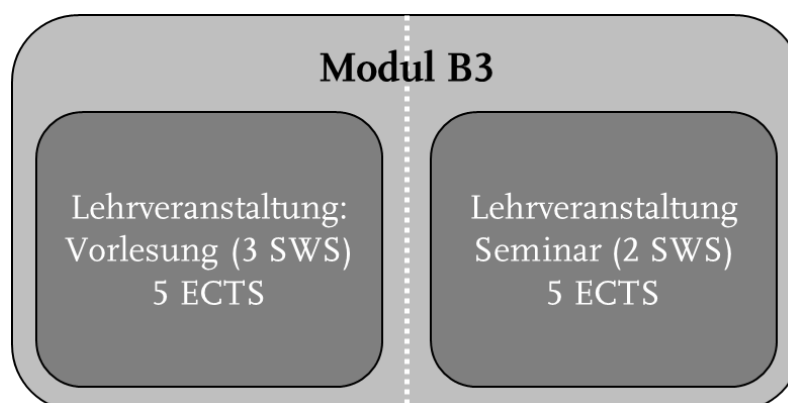 Modul B3
Lehrveranstaltung:
Vorlesung (3 SWS)
5 ECTS
Lehrveranstaltung
Seminar (2 SWS)
5 ECTS